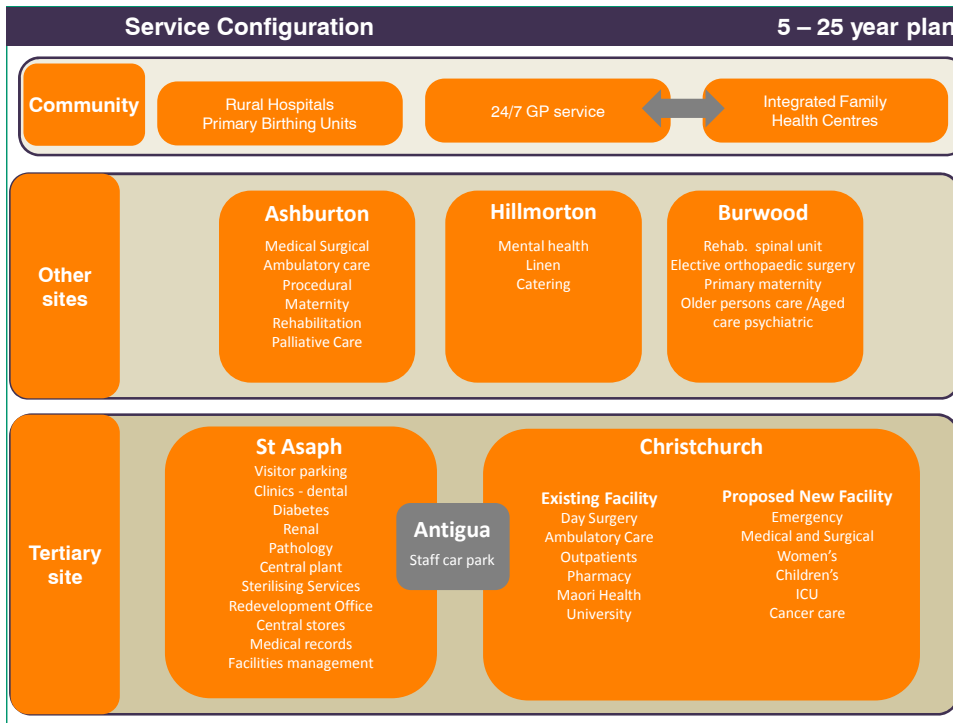 Service Configuration
5 – 25 year plan
Community
Rural Hospitals
Primary Birthing Units
24/7 GP service
Integrated Family
Health Centres
Other
sites
Ashburton
Medical Surgical
Ambulatory care
Procedural
Maternity
Rehabilitation
Palliative Care
Hillmorton
Mental health
Linen
Catering
Burwood
Rehab. spinal unit
Elective orthopaedic surgery
Primary maternity
Older persons care /Aged
care psychiatric
Tertiary
site
St Asaph
Visitor parking
Clinics - dental
Diabetes
Renal
Pathology
Central plant
Sterilising Services
Redevelopment Office
Central stores
Medical records
Facilities management
Antigua
Staff car park
Christchurch
Existing Facility
Day Surgery
Ambulatory Care
Outpatients
Pharmacy
Maori Health
University
Proposed New Facility
Emergency
Medical and Surgical
Women's
Children's
ICU
Cancer care